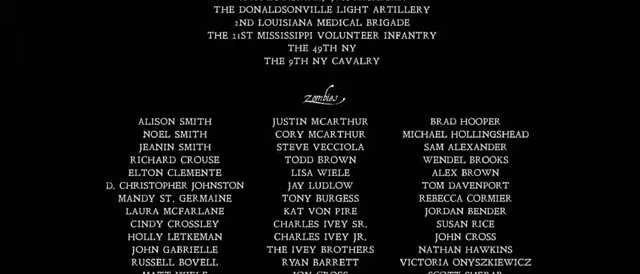 THE DONALDSONVILLE LIGHT ARTILLERY
2ND LOUISIANA MEDICAL BRIGADE
THE 21ST MISSISSIPPI VOLUNTEER INFANTRY
THE 49TH NY
THE 9TH NY CAVALRY
zombies
ALISON SMITH JUSTIN MCARTHUR BRAD HOOPER
NOEL SMITH CORY MCARTHUR MICHAEL HOLLINGSHEAD
JEANIN SMITH STEVE VECCIOLA SAM ALEXANDER
RICHARD CROUSE TODD BROWN WENDEL BROOKS
ELTON CLEMENTE LISA WIELE ALEX BROWN
D. CHRISTOPHER JOHNSTON JAY LUDLOW TOM DAVENPORT
MANDY ST. GERMAINE TONY BURGESS REBECCA CORMIER
LAURA MCFARLANE KAT VON PIRE JORDAN BENDER
CINDY CROSSLEY CHARLES IVEY SR. SUSAN RICE
HOLLY LETKEMAN CHARLES IVEY JR. JOHN CROSS
JOHN GABRIELLE THE IVEY BROTHERS NATHAN HAWKINS
RUSSELL BOVELL RYAN BARRETT VICTORIA ONYSZKIEWICZ
MATT WIELE JON CROSS SCOTT